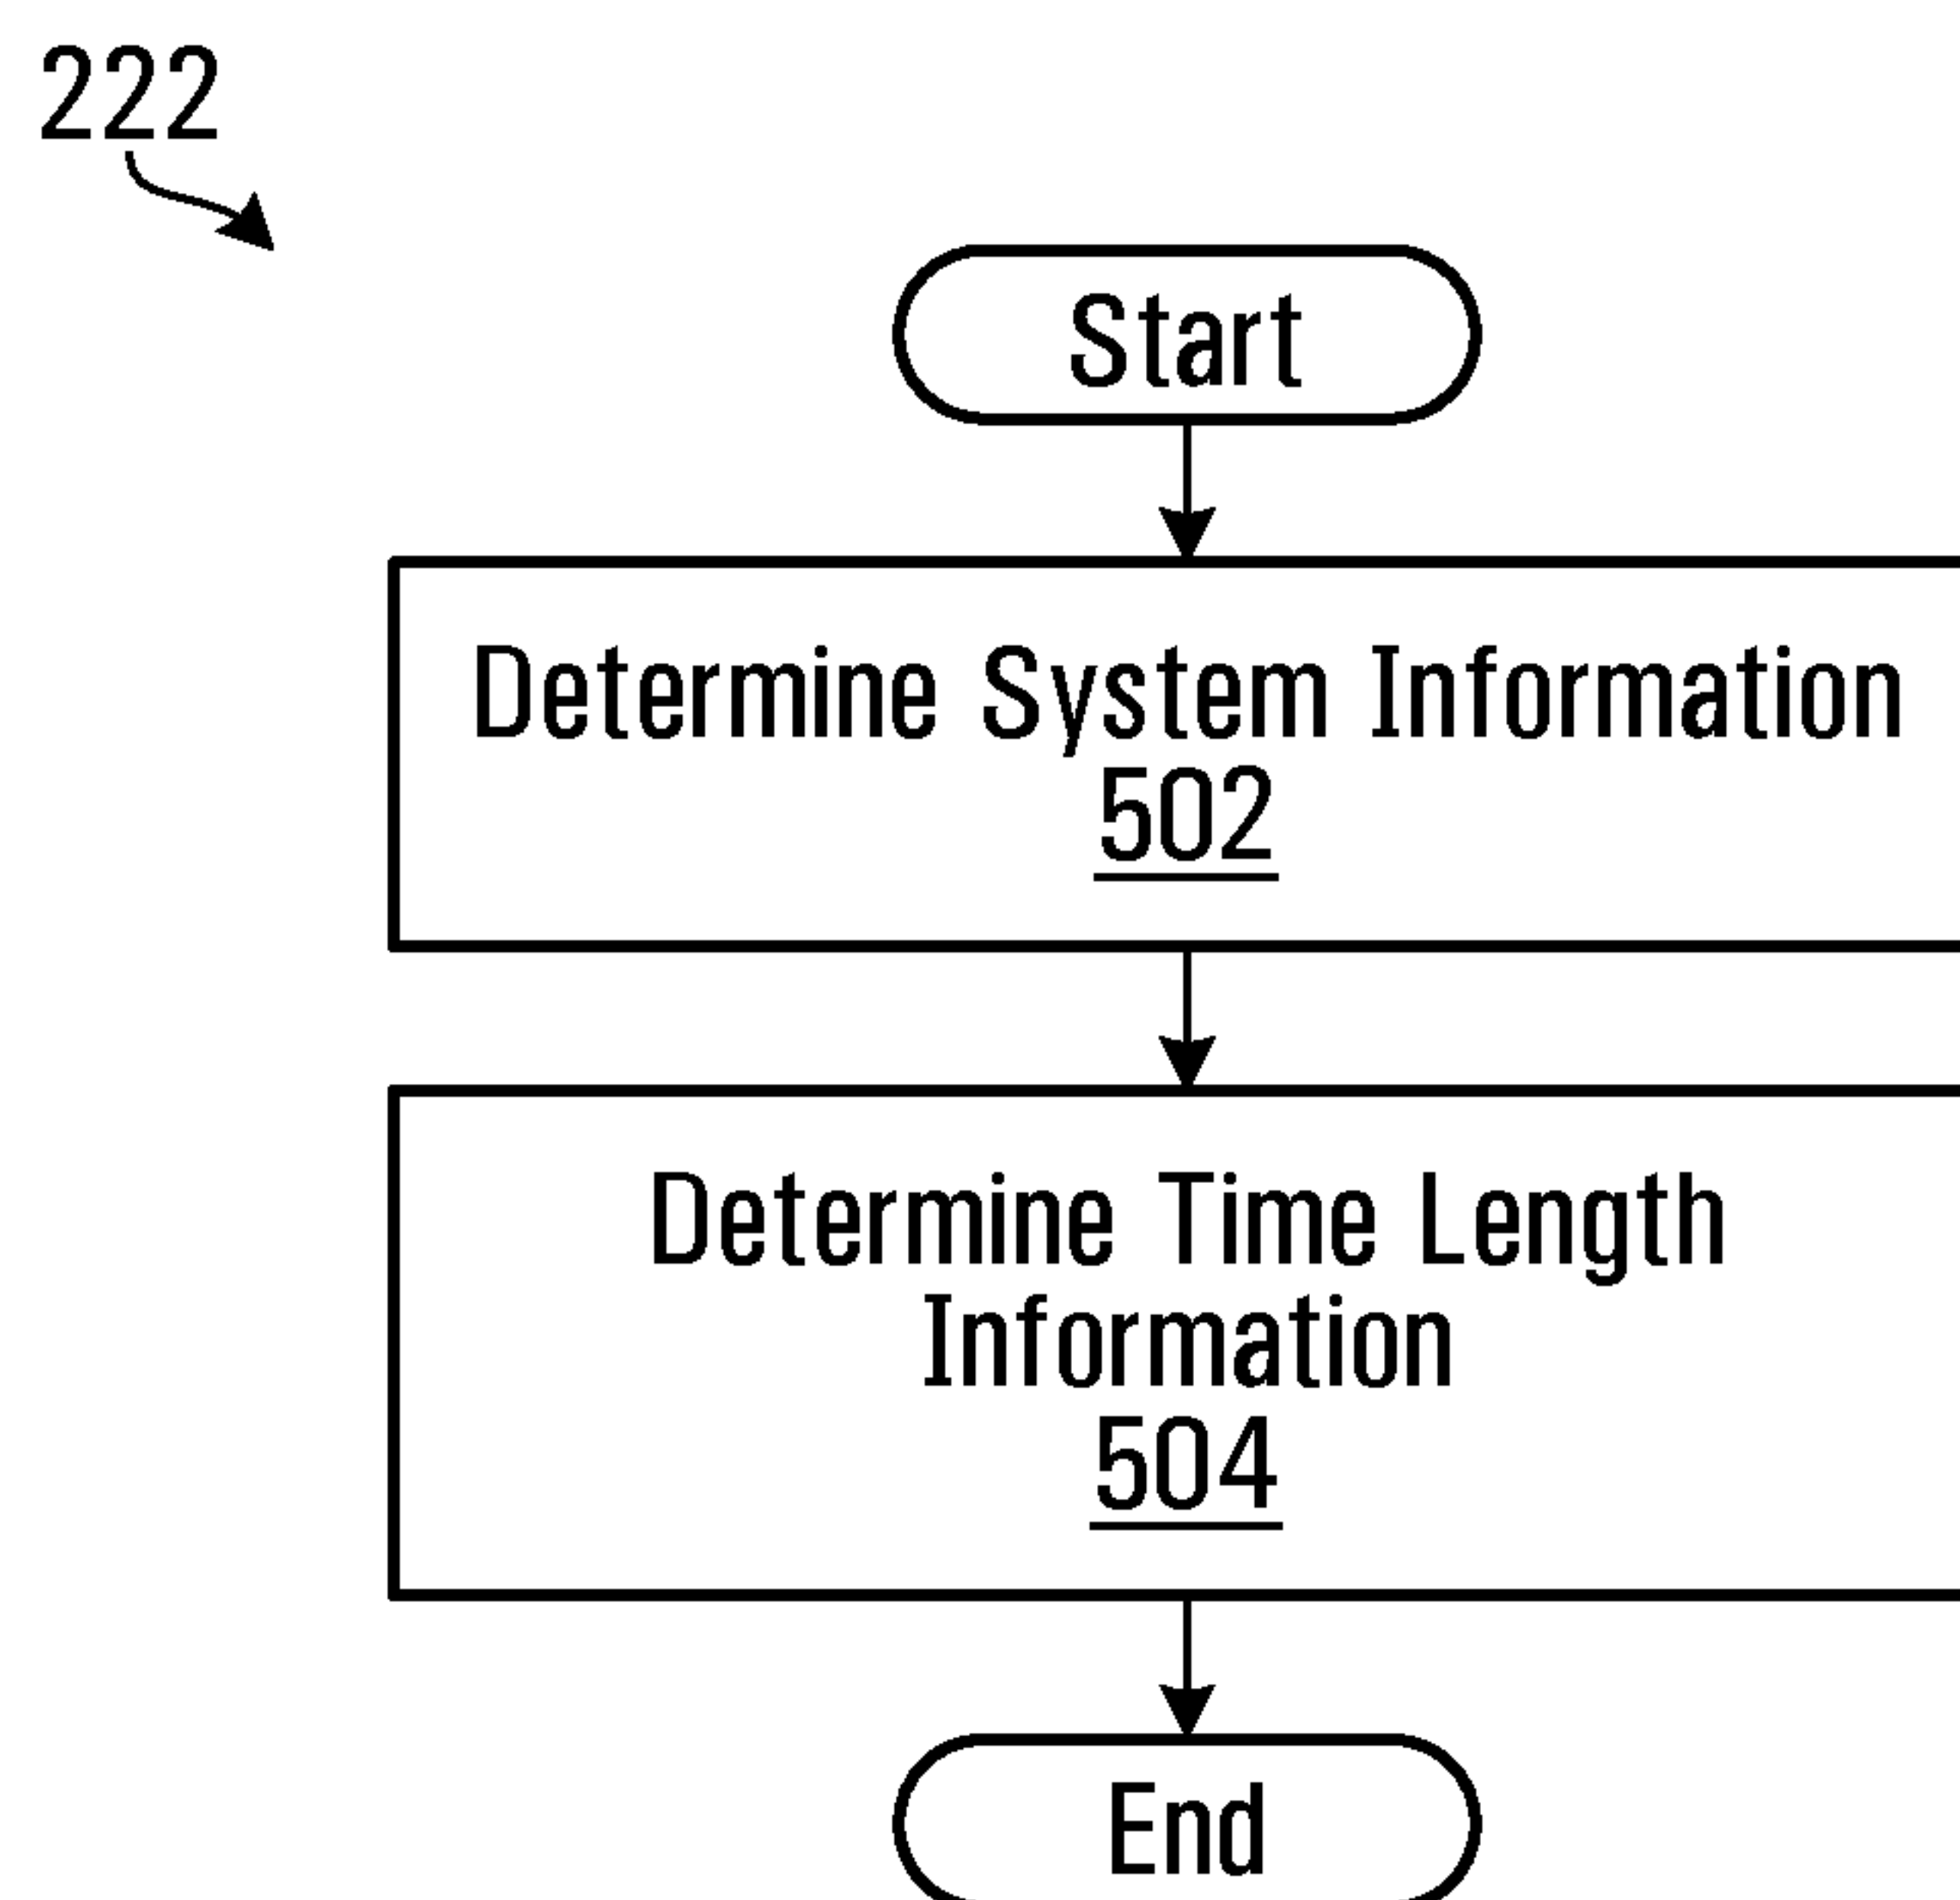 222
Start
Determine System Information
502
Determine Time Length
Information
504
End